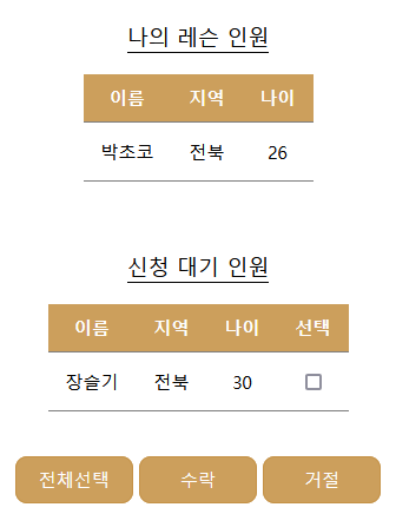 나의 레슨 인원
이름 지역 나이
박초코 전북 26
신청 대기 인원
이름 지역 나이 선택
장슬기 전북 30
전체선택 수락 거절